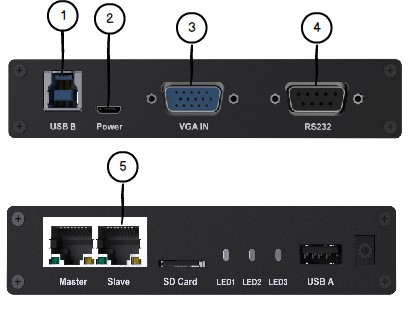 1 2 3 4
USB B Power VGA IN RS232
5
Master Slave SD Card LED1 LED2 LED3 USB A